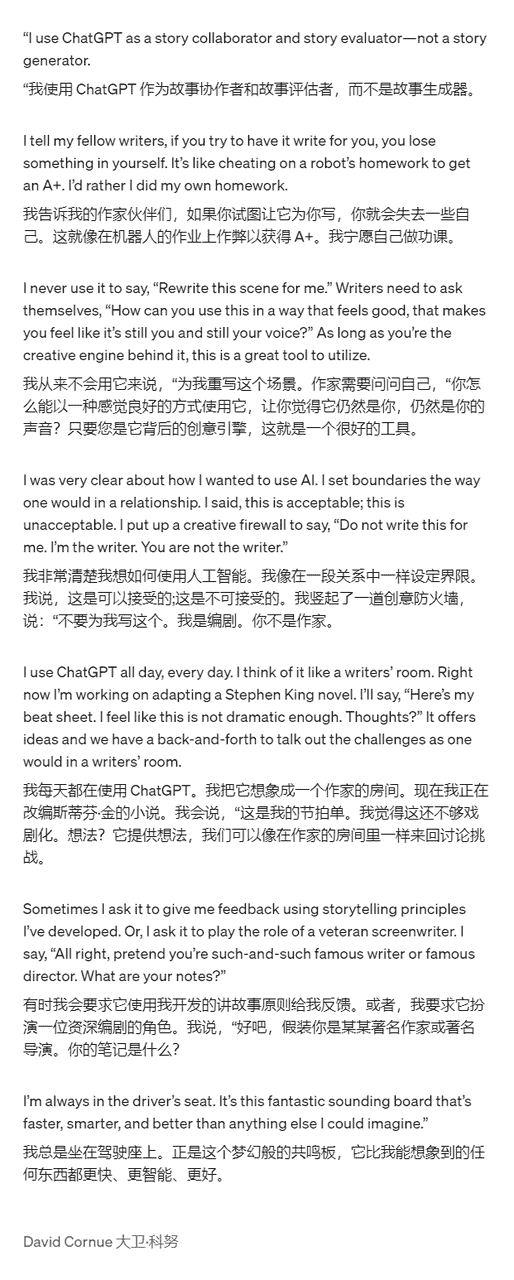 “I use ChatGPT as a story collaborator and story evaluator—not a story
generator.
“我使用 ChatGPT 作为故事协作者和故事评估者，而不是故事生成器。
I tell my fellow writers, if you try to have it write for you, you lose
something in yourself. It’s like cheating on a robot’s homework to get
an A+. I’d rather I did my own homework.
我告诉我的作家伙伴们，如果你试图让它为你写，你就会失去一些自
己。这就像在机器人的作业上作弊以获得 A+。我宁愿自己做功课。
I never use it to say, “Rewrite this scene for me.” Writers need to ask
themselves, “How can you use this in a way that feels good, that makes
you feel like it’s still you and still your voice?” As long as you’re the
creative engine behind it, this is a great tool to utilize.
我从来不会用它来说，“为我重写这个场景。作家需要问问自己，“你怎
么能以一种感觉良好的方式使用它，让你觉得它仍然是你，仍然是你的
声音？只要您是它背后的创意引擎，这就是一个很好的工具。
I was very clear about how I wanted to use AI. I set boundaries the way
one would in a relationship. I said, this is acceptable; this is
unacceptable. I put up a creative firewall to say, “Do not write this for
me. I’m the writer. You are not the writer.”
我非常清楚我想如何使用人工智能。我像在一段关系中一样设定界限。
我说，这是可以接受的;这是不可接受的。我竖起了一道创意防火墙，
说：“不要为我写这个。我是编剧。你不是作家。
I use ChatGPT all day, every day. I think of it like a writers’ room. Right
now I’m working on adapting a Stephen King novel. I’ll say, “Here’s my
beat sheet. I feel like this is not dramatic enough. Thoughts?” It offers
ideas and we have a back-and-forth to talk out the challenges as one
would in a writers’ room.
我每天都在使用 ChatGPT。我把它想象成一个作家的房间。现在我正在
改编斯蒂芬·金的小说。我会说，“这是我的节拍单。我觉得这还不够戏
剧化。想法？它提供想法，我们可以像在作家的房间里一样来回讨论挑
战。
Sometimes I ask it to give me feedback using storytelling principles
I’ve developed. Or, I ask it to play the role of a veteran screenwriter. I
say, “All right, pretend you’re such-and-such famous writer or famous
director. What are your notes?”
有时我会要求它使用我开发的讲故事原则给我反馈。或者，我要求它扮
演一位资深编剧的角色。我说，“好吧，假装你是某某著名作家或著名
导演。你的笔记是什么？
I’m always in the driver’s seat. It’s this fantastic sounding board that’s
faster, smarter, and better than anything else I could imagine.”
我总是坐在驾驶座上。正是这个梦幻般的共鸣板，它比我能想象到的任
何东西都更快、更智能、更好。
David Cornue 大卫·科努